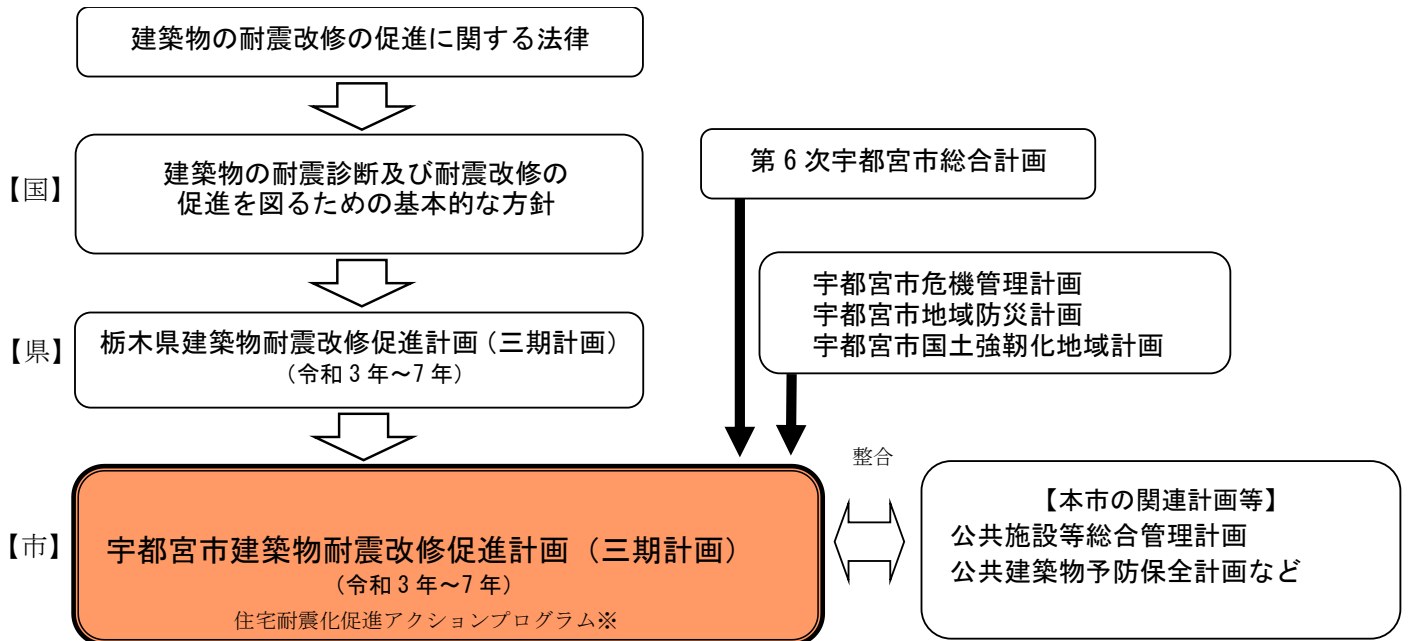 建築物の耐震改修の促進に関する法律
【国】
建築物の耐震診断及び耐震改修の
促進を図るための基本的な方針
第6次宇都宮市総合計画
宇都宮市危機管理計画
宇都宮市地域防災計画
宇都宮市国土強靭化地域計画
【県】
栃木県建築物耐震改修促進計画（三期計画）
（令和3年～7年）
整合
【市】
宇都宮市建築物耐震改修促進計画（三期計画）
（令和3年～7年）
住宅耐震化促進アクションプログラム※
【本市の関連計画等】
公共施設等総合管理計画
公共建築物予防保全計画など